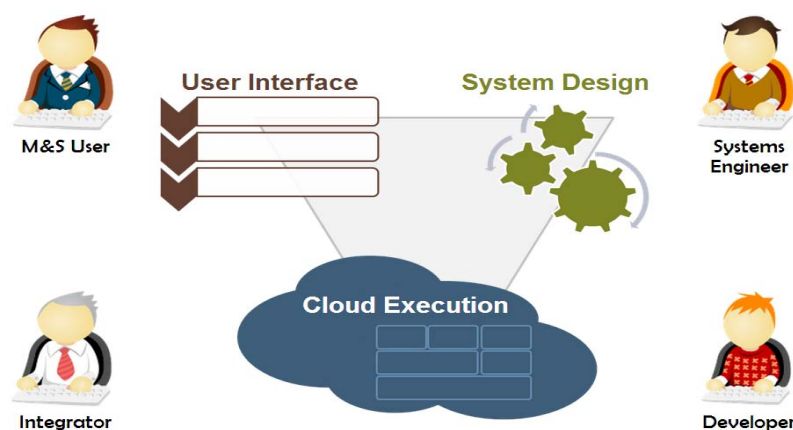 User Interface
System Design
M&S User
Systems
Engineer
Cloud Execution
Integrator
Developer